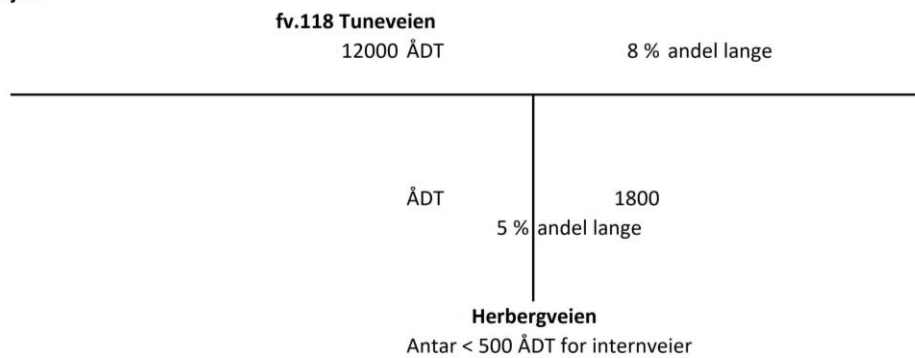 fv.118 Tuneveien
12000 ÅDT 8 % andel lange
ÅDT 1800
5 % andel lange
Herbergveien
Antar < 500 ÅDT for internveier